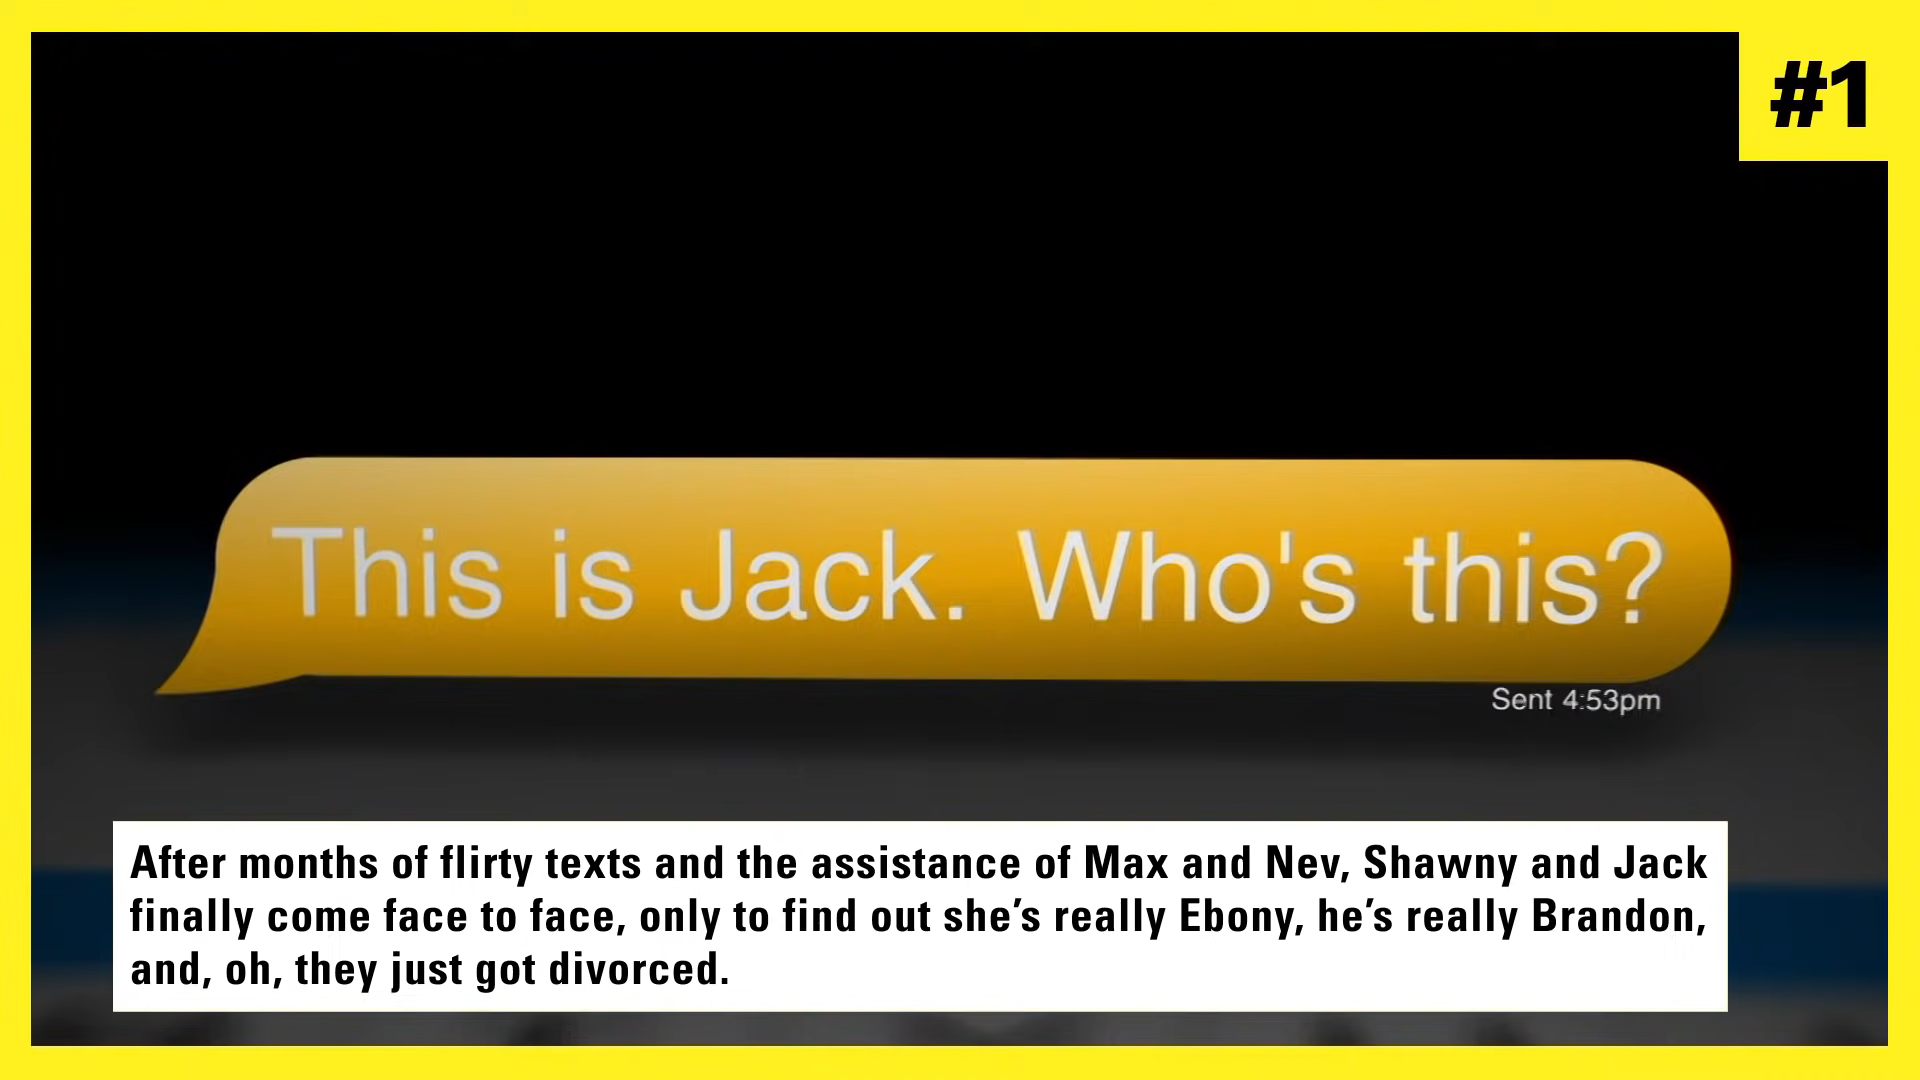 #1
This is Jack. Who's this?
Sent 4:53pm
After months of flirty texts and the assistance of Max and Nev, Shawny and Jack
finally come face to face, only to find out she’s really Ebony, he’s really Brandon,
and, oh, they just got divorced.